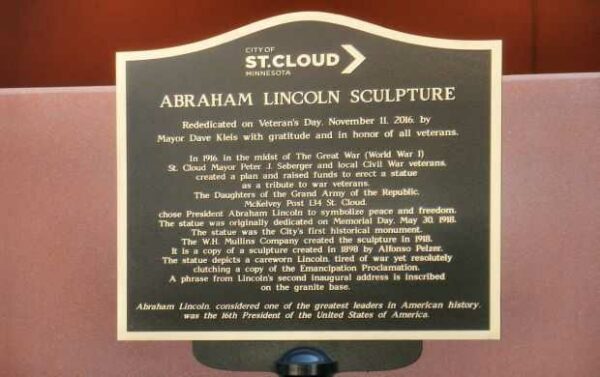 CITY OF
ST.CLOUD
MINNESOTA
ABRAHAM LINCOLN SCULPTURE
Rededicated on Veteran's Day, November 11, 2016, by
Mayor Dave Kleis with gratitude and in honor of all veterans.
In 1916, in the midst of The Great War (World War I)
St. Cloud Mayor Peter J. Seberger and local Civil War veterans,
created a plan and raised funds to erect a statue
as a tribute to war veterans.
The Daughters of the Grand Army of the Republic,
McKelvey Post 134 St. Cloud,
chose President Abraham Lincoln to symbolize peace and freedom.
The statue was originally dedicated on Memorial Day, May 30, 1918.
The statue was the City's first historical monument.
The W.H. Mullins Company created the sculpture in 1918.
It is a copy of a sculpture created in 1898 by Alfonso Pelzer.
The statue depicts a careworn Lincoln, tired of war yet resolutely
clutching a copy of the Emancipation Proclamation.
A phrase from Lincoln's second inaugural address is inscribed
on the granite base.
Abraham Lincoln, considered one of the greatest leaders in American history,
was the 16th President of the United States of America.